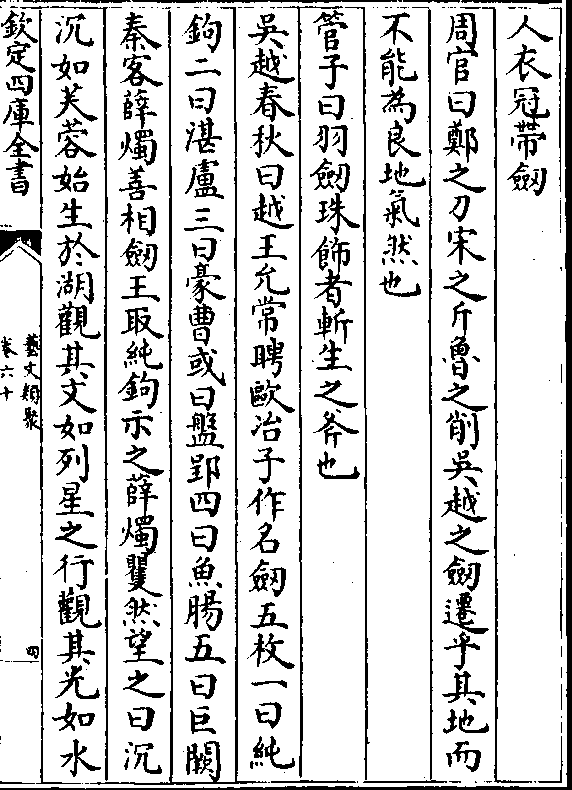 人衣冠帶劒
周官曰鄭之刀宋之斤魯之削吳越之劒遷乎其地而
不能為良地氣然也
管子曰羽劒珠飾者斬生之斧也
吳越春秋曰越王允常聘歐冶子作名劒五枚一曰純
鉤二曰湛盧三曰豪曹或曰盤郢四曰魚腸五曰巨闕
秦客薛燭善相劒王取純鉤示之薛燭矍然望之曰沉
沉如芙蓉始生於湖觀其文如列星之行觀其光如水
欽定四庫全書
藝文類聚
卷六十
四